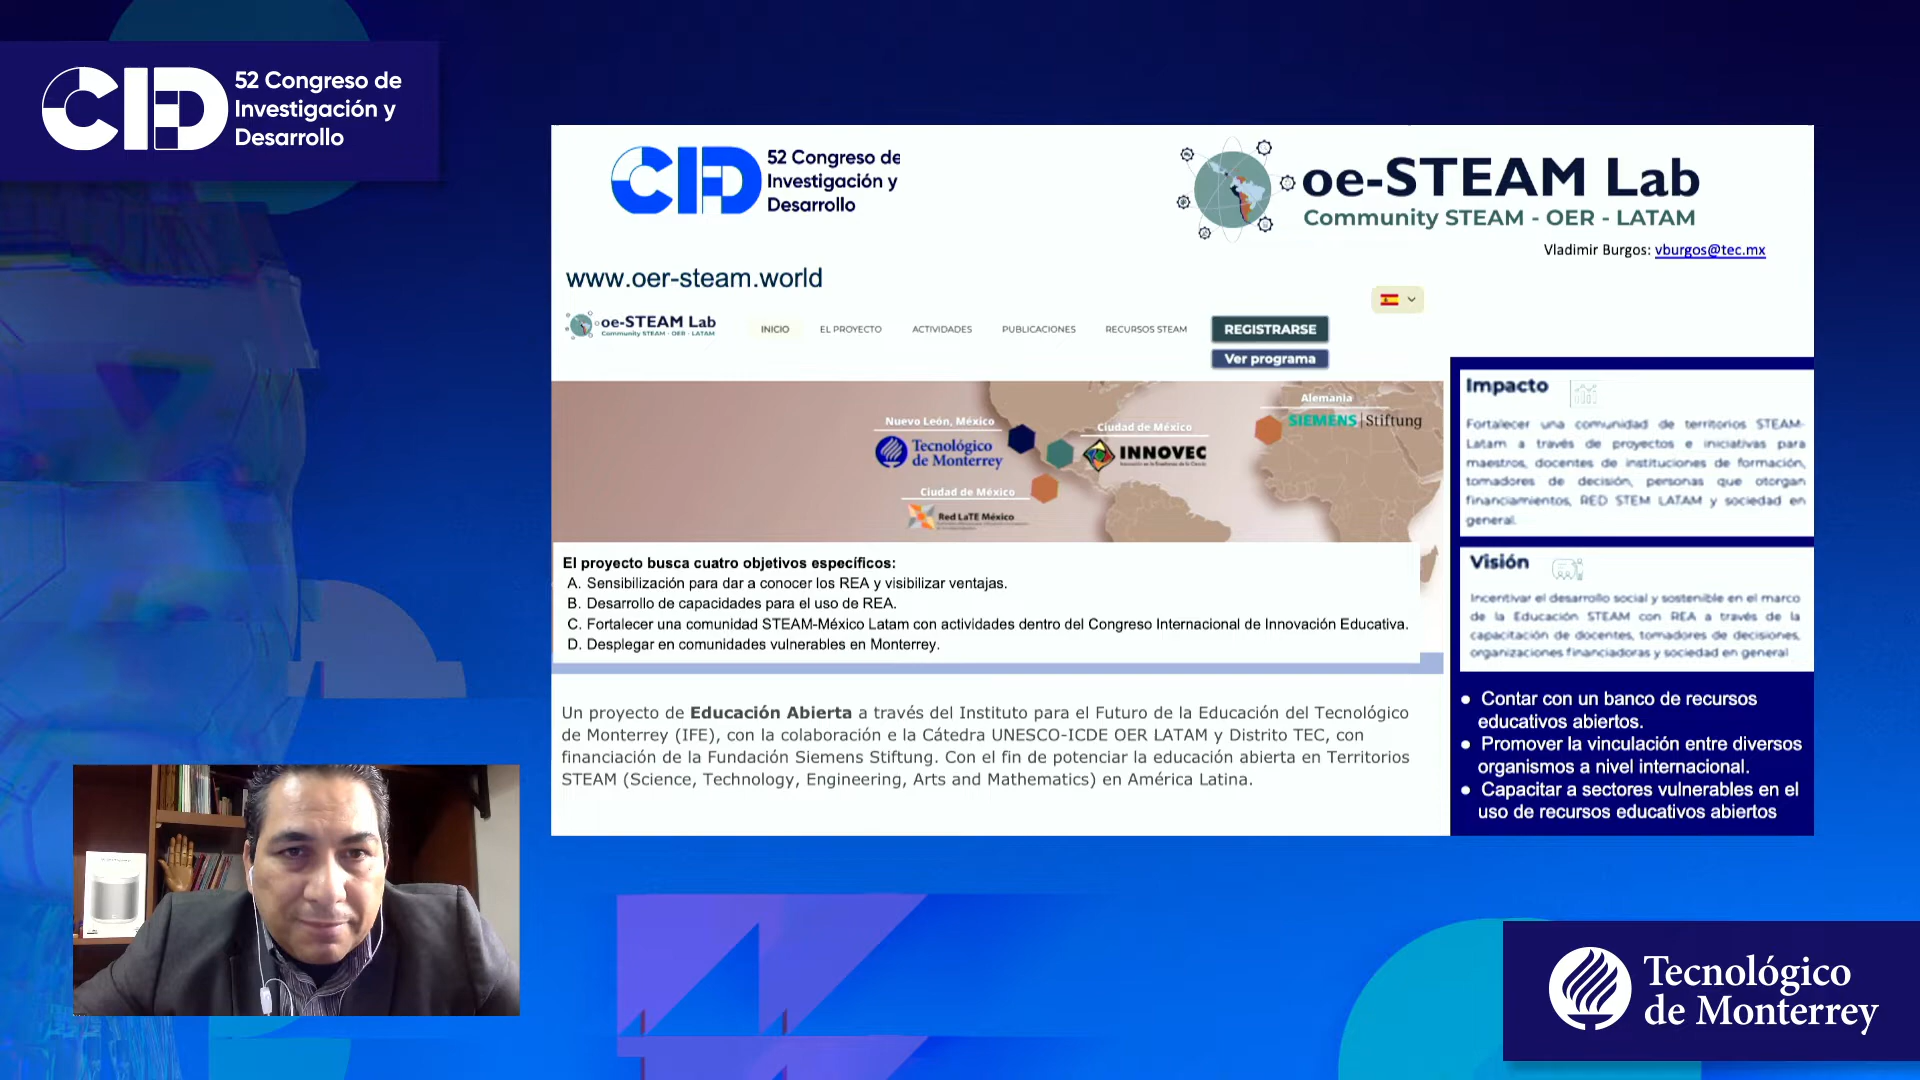 CID
52 Congreso de
Investigación y
Desarrollo
CID
52 Congreso de
Investigación y
Desarrollo
oe-STEAM Lab
Community STEAM - OER - LATAM
Vladimir Burgos: vburgos@tec.mx
www.oer-steam.world
oe-STEAM Lab
Community STEAM - OER - LATAM
INICIO
EL PROYECTO
ACTIVIDADES
PUBLICACIONES
RECURSOS STEAM
REGISTRARSE
Ver programa
Nuevo León, México
Tecnológico
de Monterrey
Ciudad de México
INNOVEC
Innovación en la Enseñanza de la Ciencia
Alemania
SIEMENS | Stiftung
Ciudad de México
Red LaTE México
El proyecto busca cuatro objetivos específicos:
A. Sensibilización para dar a conocer los REA y visibilizar ventajas.
B. Desarrollo de capacidades para el uso de REA.
C. Fortalecer una comunidad STEAM-México Latam con actividades dentro del Congreso Internacional de Innovación Educativa.
D. Desplegar en comunidades vulnerables en Monterrey.
Un proyecto de Educación Abierta a través del Instituto para el Futuro de la Educación del Tecnológico
de Monterrey (IFE), con la colaboración e la Cátedra UNESCO-ICDE OER LATAM y Distrito TEC, con
financiación de la Fundación Siemens Stiftung. Con el fin de potenciar la educación abierta en Territorios
STEAM (Science, Technology, Engineering, Arts and Mathematics) en América Latina.
Impacto
Fortalecer una comunidad de territorios STEAM-
Latam a través de proyectos e iniciativas para
maestros, docentes de instituciones de formación,
tomadores de decisión, personas que otorgan
financiamientos, RED STEM LATAM y sociedad en
general.
Visión
Incentivar el desarrollo social y sostenible en el marco
de la Educación STEAM con REA a través de la
capacitación de docentes, tomadores de decisiones,
organizaciones financiadoras y sociedad en general
● Contar con un banco de recursos
educativos abiertos.
● Promover la vinculación entre diversos
organismos a nivel internacional.
● Capacitar a sectores vulnerables en el
uso de recursos educativos abiertos
Tecnológico
de Monterrey